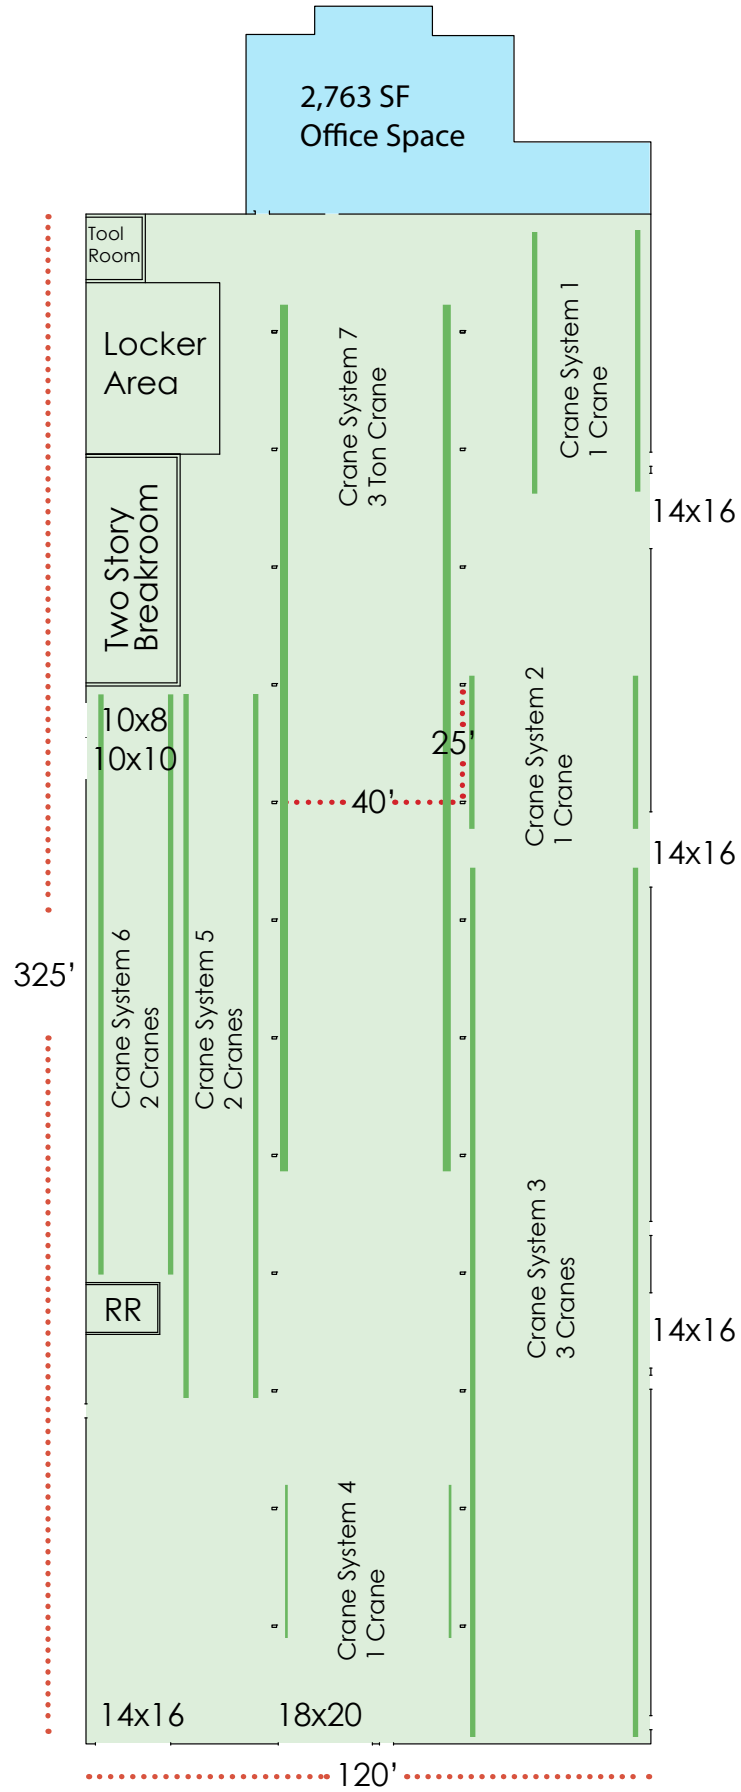 2,763 SF
Office Space
Tool
Room
Locker
Area
Crane System 7
3 Ton Crane
Crane System 1
1 Crane
Two Story
Breakroom
14x16
10x8
10x10
25'
40'
Crane System 2
1 Crane
14x16
325'
Crane System 6
2 Cranes
Crane System 5
2 Cranes
Crane System 3
3 Cranes
RR
14x16
Crane System 4
1 Crane
14x16
18x20
120'